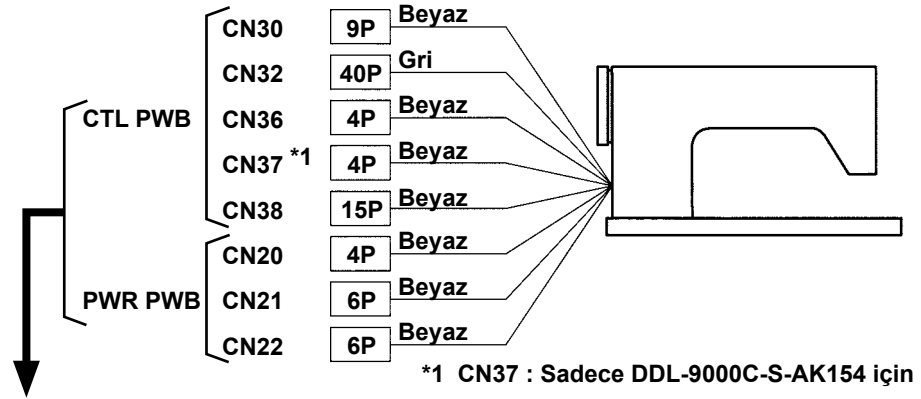 CN30 9P Beyaz
CN32 40P Gri
CTL PWB CN36 4P Beyaz
CN37 *1 4P Beyaz
CN38 15P Beyaz
CN20 4P Beyaz
PWR PWB CN21 6P Beyaz
CN22 6P Beyaz
*1 CN37 : Sadece DDL-9000C-S-AK154 için